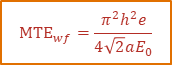 MTE_{wf} = \frac{\pi^2 h^2 e}{4\sqrt{2} a E_0}